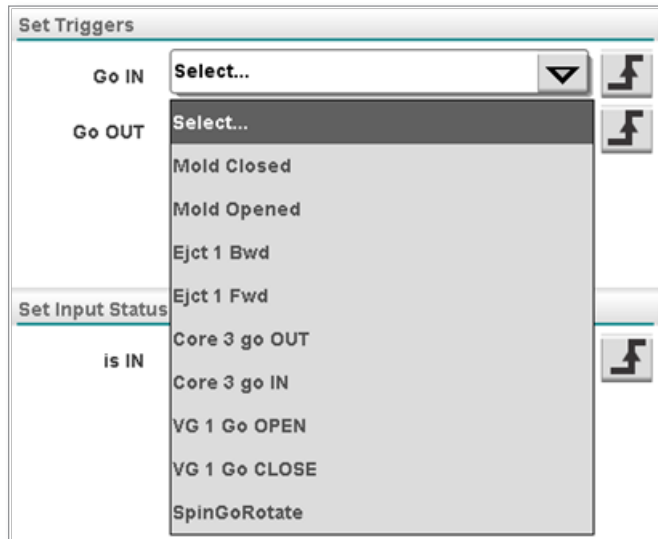 Set Triggers
Go IN
Select...
Go OUT
Select...
Mold Closed
Mold Opened
Ejct 1 Bwd
Ejct 1 Fwd
Set Input Status
Core 3 go OUT
is IN
Core 3 go IN
VG 1 Go OPEN
VG 1 Go CLOSE
SpinGoRotate